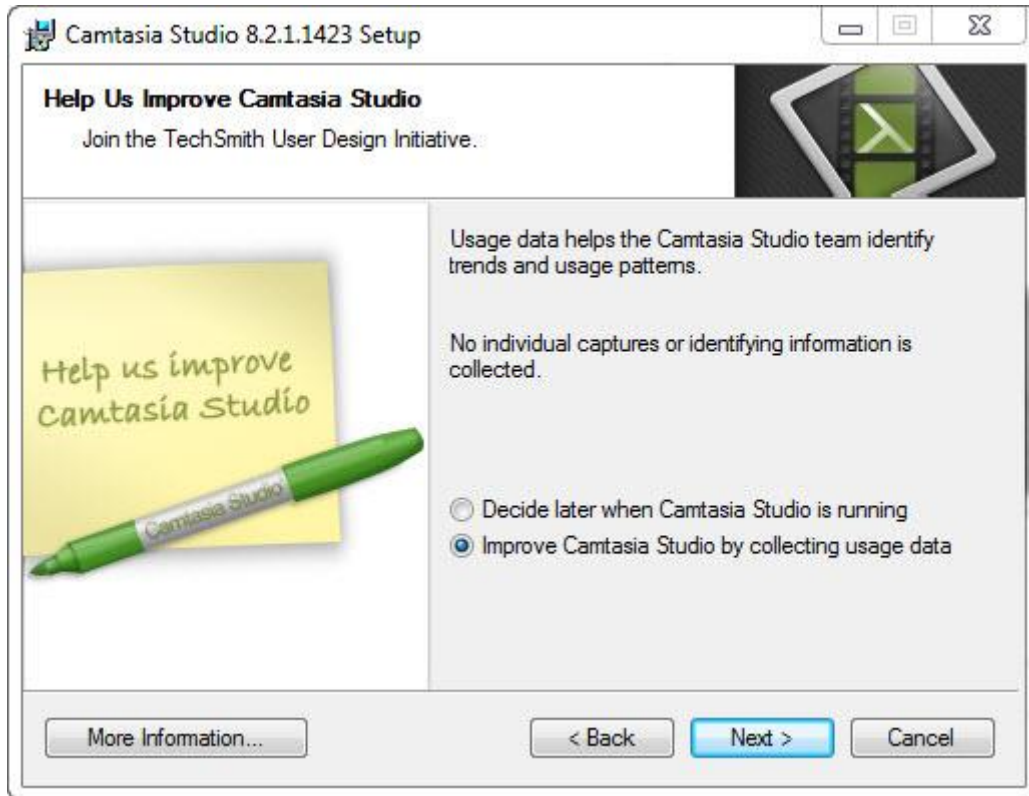 Camtasia Studio 8.2.1.1423 Setup
Help Us Improve Camtasia Studio
Join the TechSmith User Design Initiative.
Help us improve
Camtasia Studio
Camtasia Studio
Usage data helps the Camtasia Studio team identify
trends and usage patterns.
No individual captures or identifying information is
collected.
Decide later when Camtasia Studio is running
Improve Camtasia Studio by collecting usage data
More Information...
< Back
Next >
Cancel